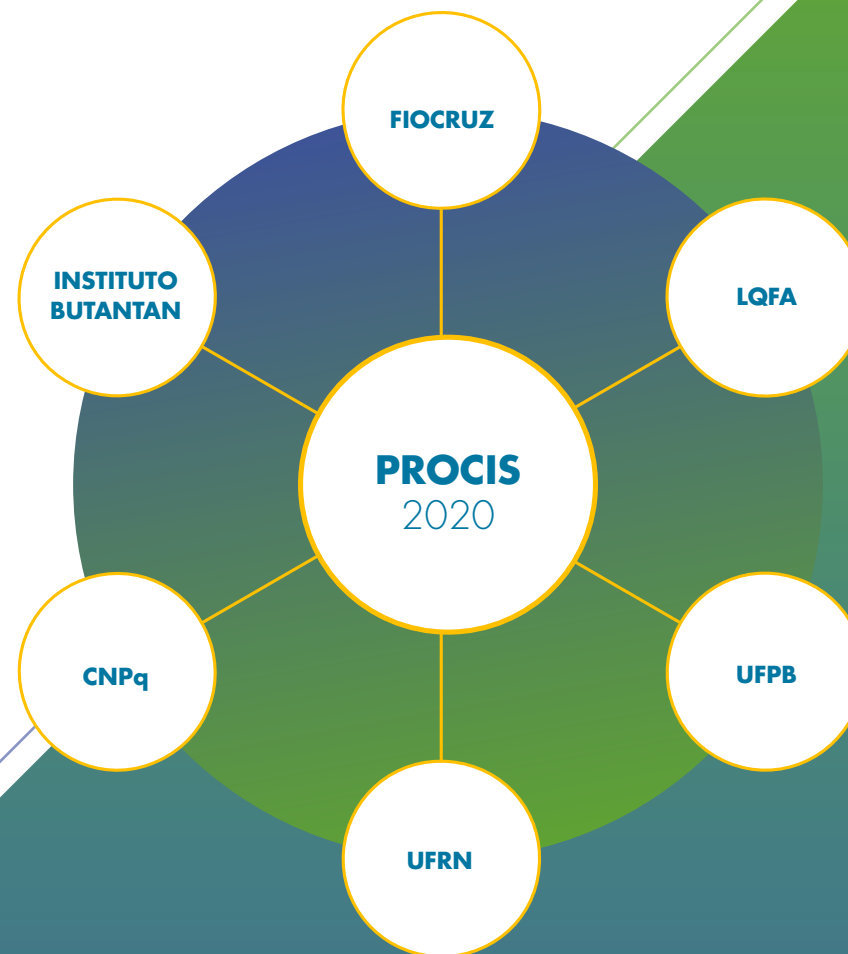 FIOCRUZ
INSTITUTO
BUTANTAN
LQFA
PROCIS
2020
CNPq
UFPB
UFRN